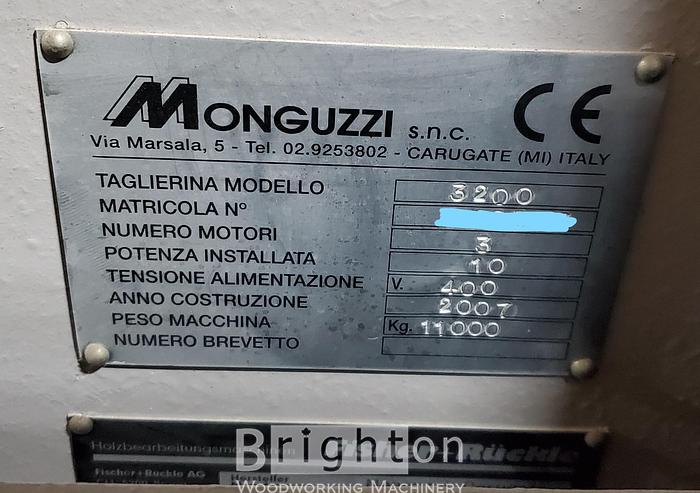 MONGUZZI s.n.c. CE
Via Marsala, 5 - Tel. 02.9253802 - CARUGATE (MI) ITALY
TAGLIERINA MODELLO 3200
MATRICOLA N°
NUMERO MOTORI 3
POTENZA INSTALLATA 10
TENSIONE ALIMENTAZIONE V. 400
ANNO COSTRUZIONE 2007
PESO MACCHINA Kg. 11000
NUMERO BREVETTO
Brighton
Fischer + Rückle AG Hersteller
WOODWORKING MACHINERY